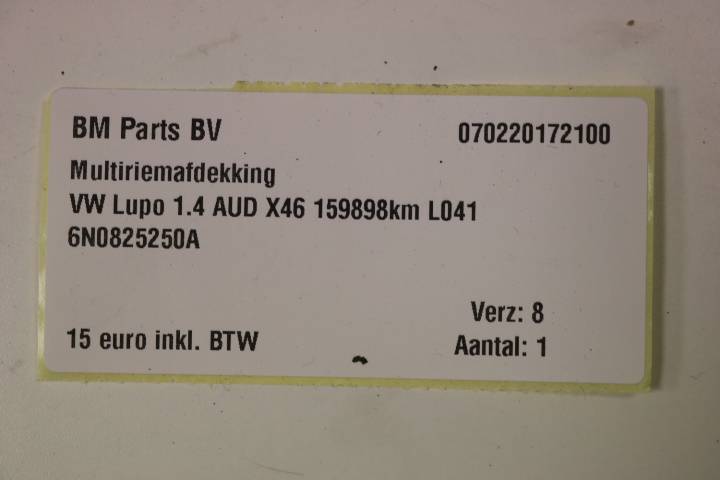 BM Parts BV 070220172100
Multiriemafdekking
VW Lupo 1.4 AUD X46 159898km L041
6N0825250A
Verz: 8
15 euro inkl. BTW Aantal: 1